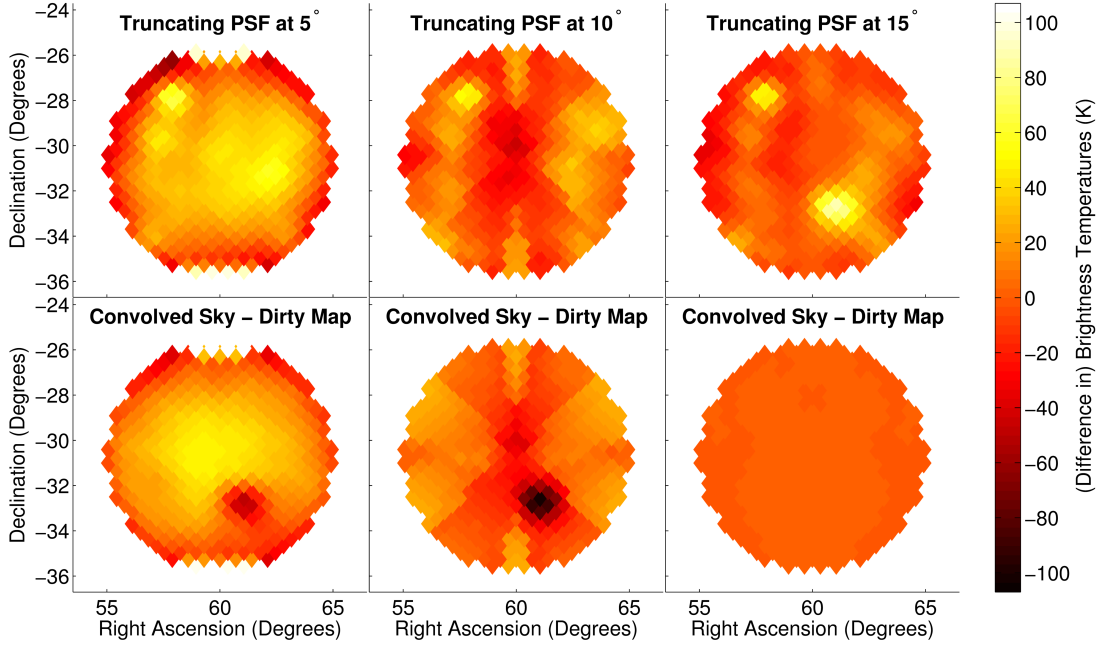 Truncating PSF at 5°
Truncating PSF at 10°
Truncating PSF at 15°
Declination (Degrees)
−24
−26
−28
−30
−32
−34
−36
Convolved Sky − Dirty Map
Convolved Sky − Dirty Map
Convolved Sky − Dirty Map
Declination (Degrees)
−24
−26
−28
−30
−32
−34
−36
55 60 65
55 60 65
55 60 65
Right Ascension (Degrees)
Right Ascension (Degrees)
Right Ascension (Degrees)
100
80
60
40
20
0
−20
−40
−60
−80
−100
(Difference in) Brightness Temperatures (K)